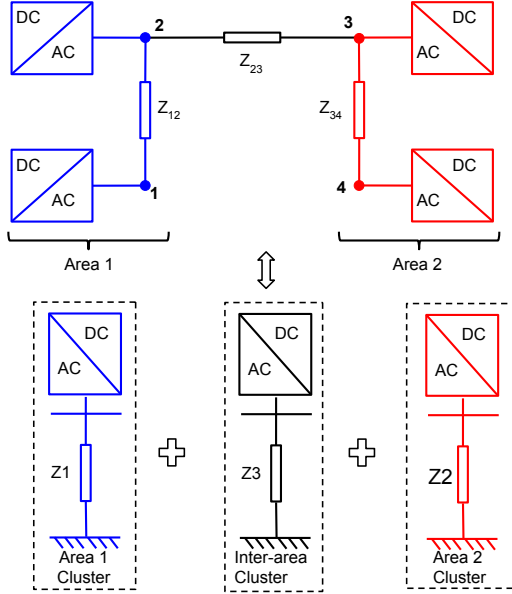 DC
AC
2
Z23
3
DC
AC
Z12
Z34
DC
AC
1
4
DC
AC
Area 1
Area 2
DC
AC
DC
AC
DC
AC
Z1
Z3
Z2
Area 1
Cluster
Inter-area
Cluster
Area 2
Cluster